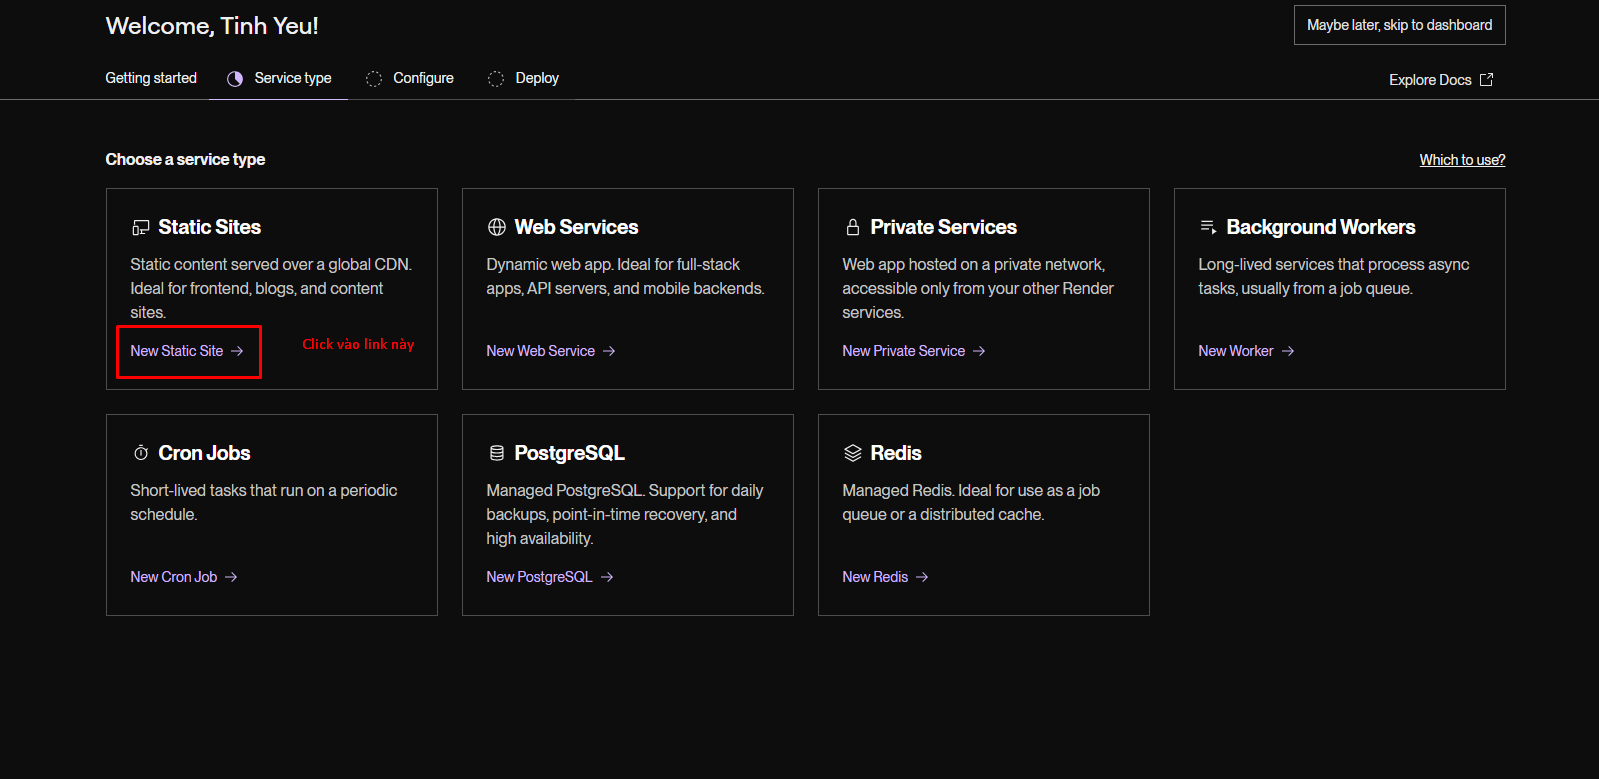 Welcome, Tinh Yeu!
Maybe later, skip to dashboard
Getting started
Service type
Configure
Deploy
Explore Docs
Choose a service type
Which to use?
Static Sites
Static content served over a global CDN.
Ideal for frontend, blogs, and content
sites.
New Static Site →
Click vào link này
Web Services
Dynamic web app. Ideal for full-stack
apps, API servers, and mobile backends.
New Web Service →
Private Services
Web app hosted on a private network,
accessible only from your other Render
services.
New Private Service →
Background Workers
Long-lived services that process async
tasks, usually from a job queue.
New Worker →
Cron Jobs
Short-lived tasks that run on a periodic
schedule.
New Cron Job →
PostgreSQL
Managed PostgreSQL. Support for daily
backups, point-in-time recovery, and
high availability.
New PostgreSQL →
Redis
Managed Redis. Ideal for use as a job
queue or a distributed cache.
New Redis →